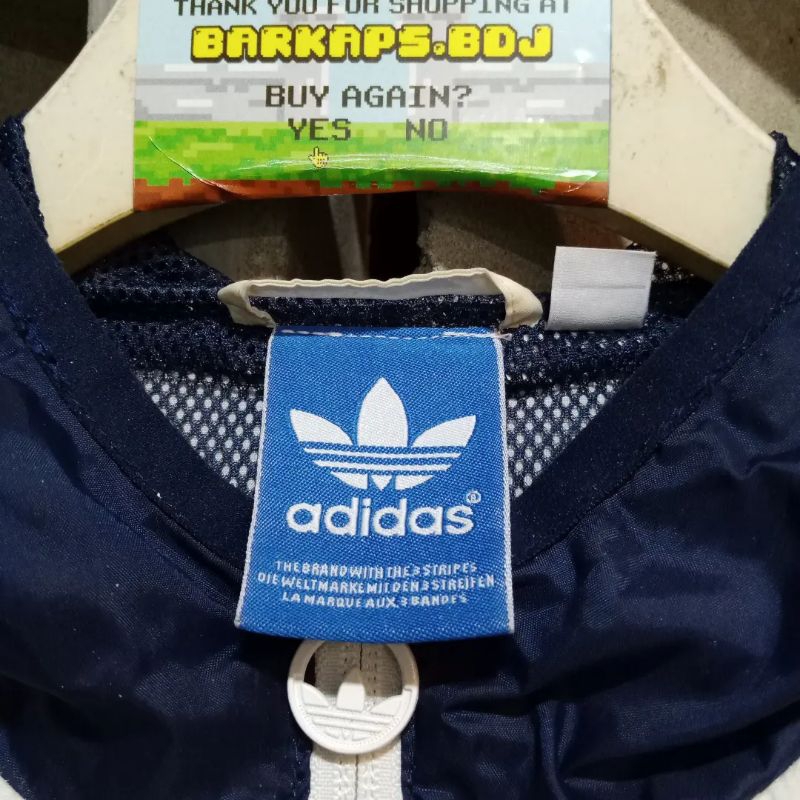 THANK YOU FOR SHOPPING AT
BARKAPS.BDJ
BUY AGAIN?
YES NO
adidas®
THE BRAND WITH THE 3 STRIPES
DIE WELTMARKE MIT DEN 3 STREIFEN
LA MARQUE AUX 3 BANDES